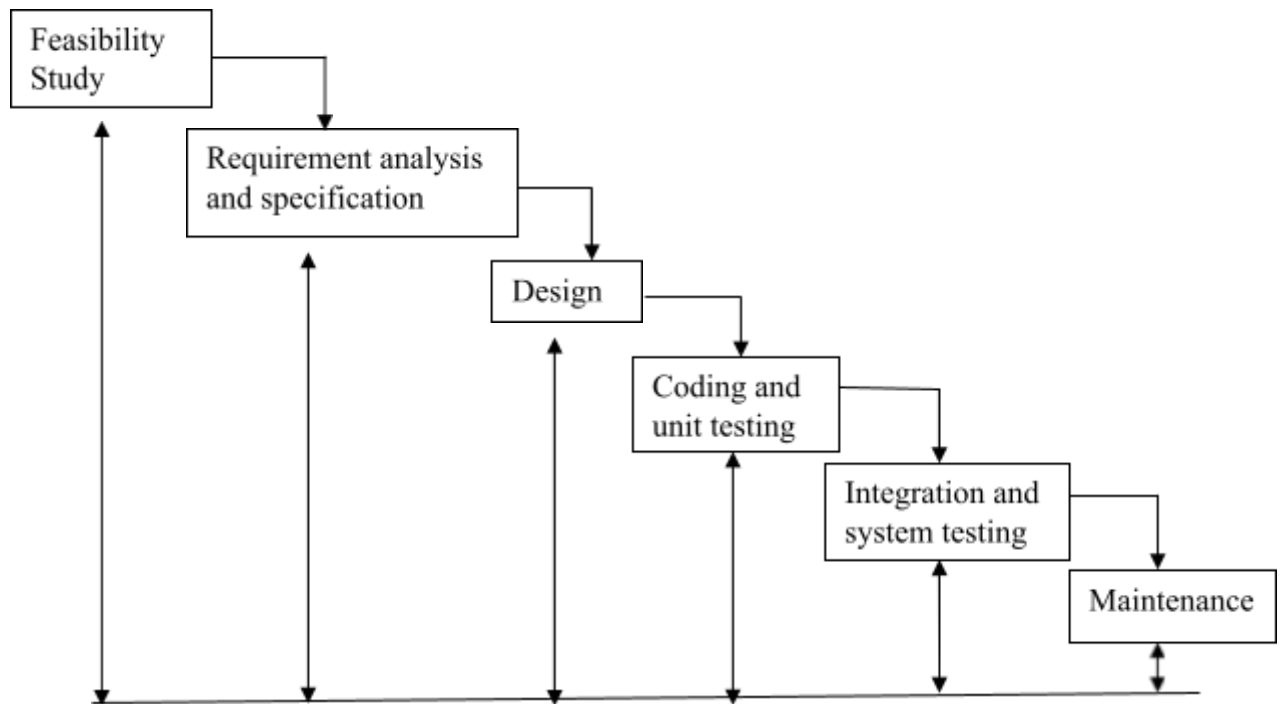 Feasibility
Study
Requirement analysis
and specification
Design
Coding and
unit testing
Integration and
system testing
Maintenance